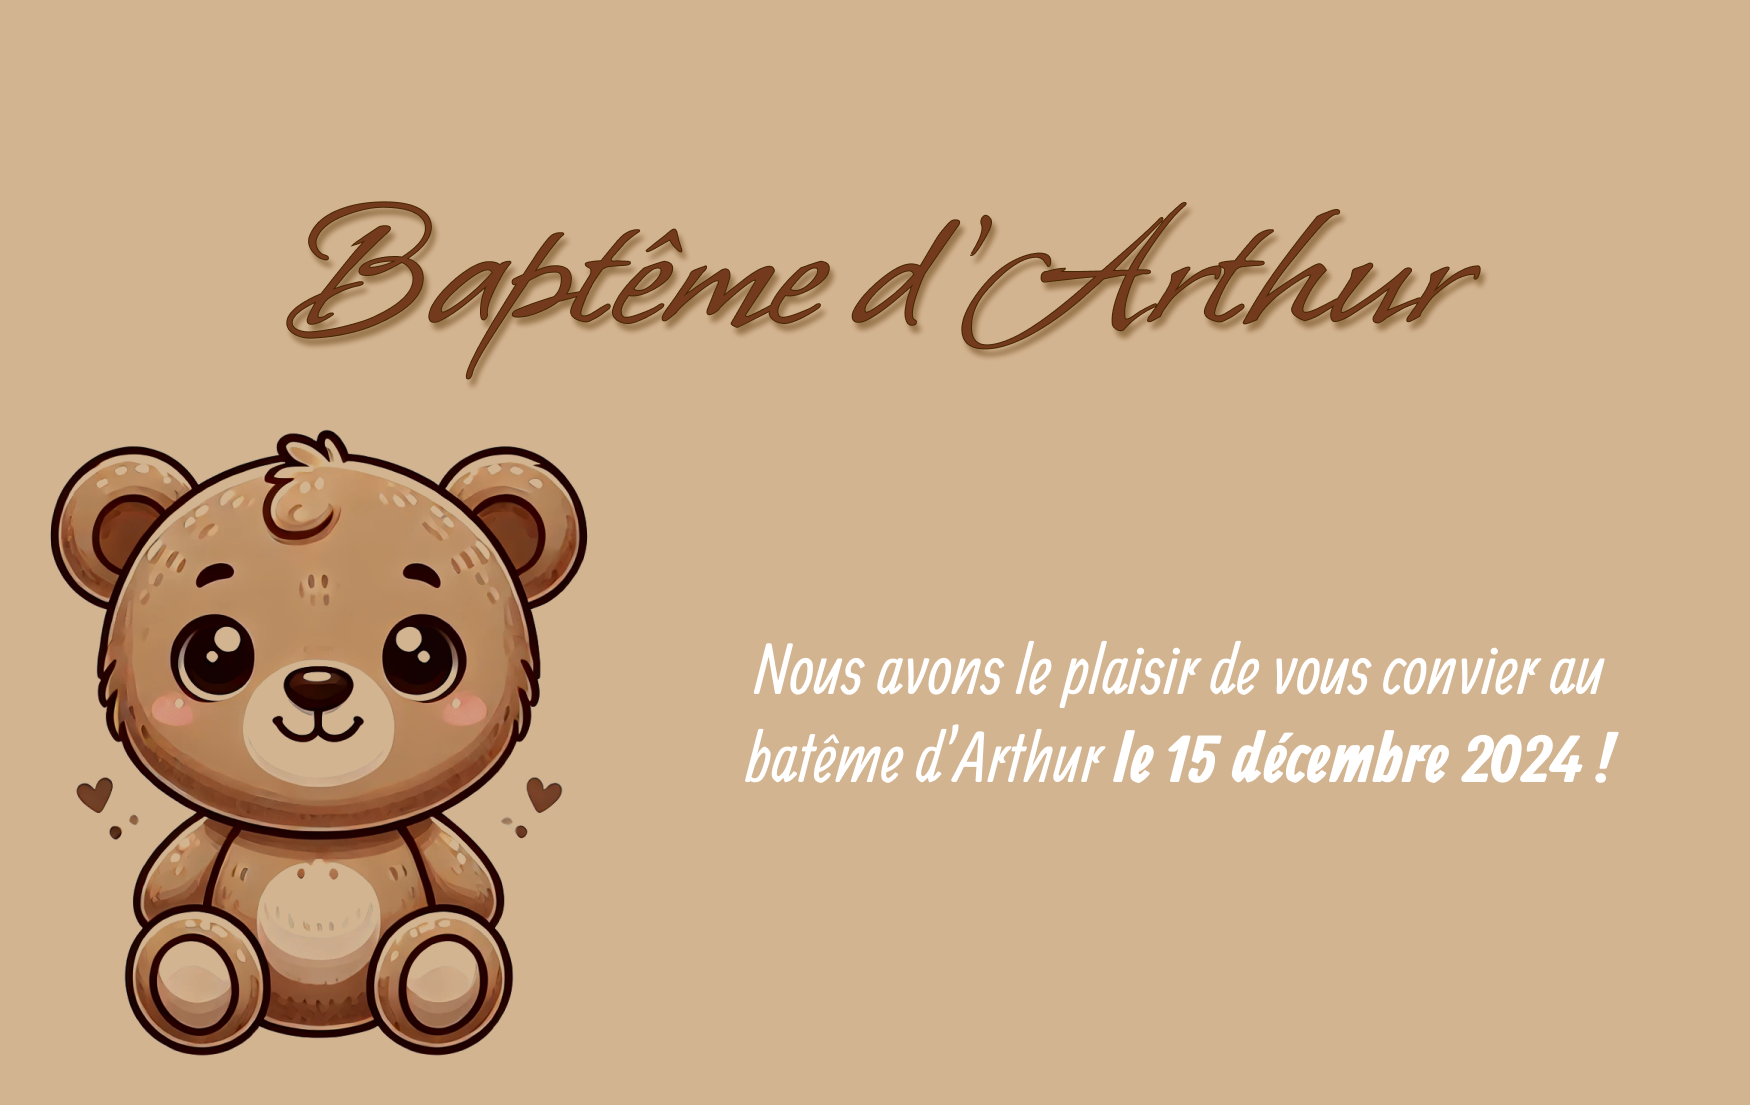 Baptême d'Arthur
Nous avons le plaisir de vous convier au
batême d'Arthur le 15 décembre 2024 !